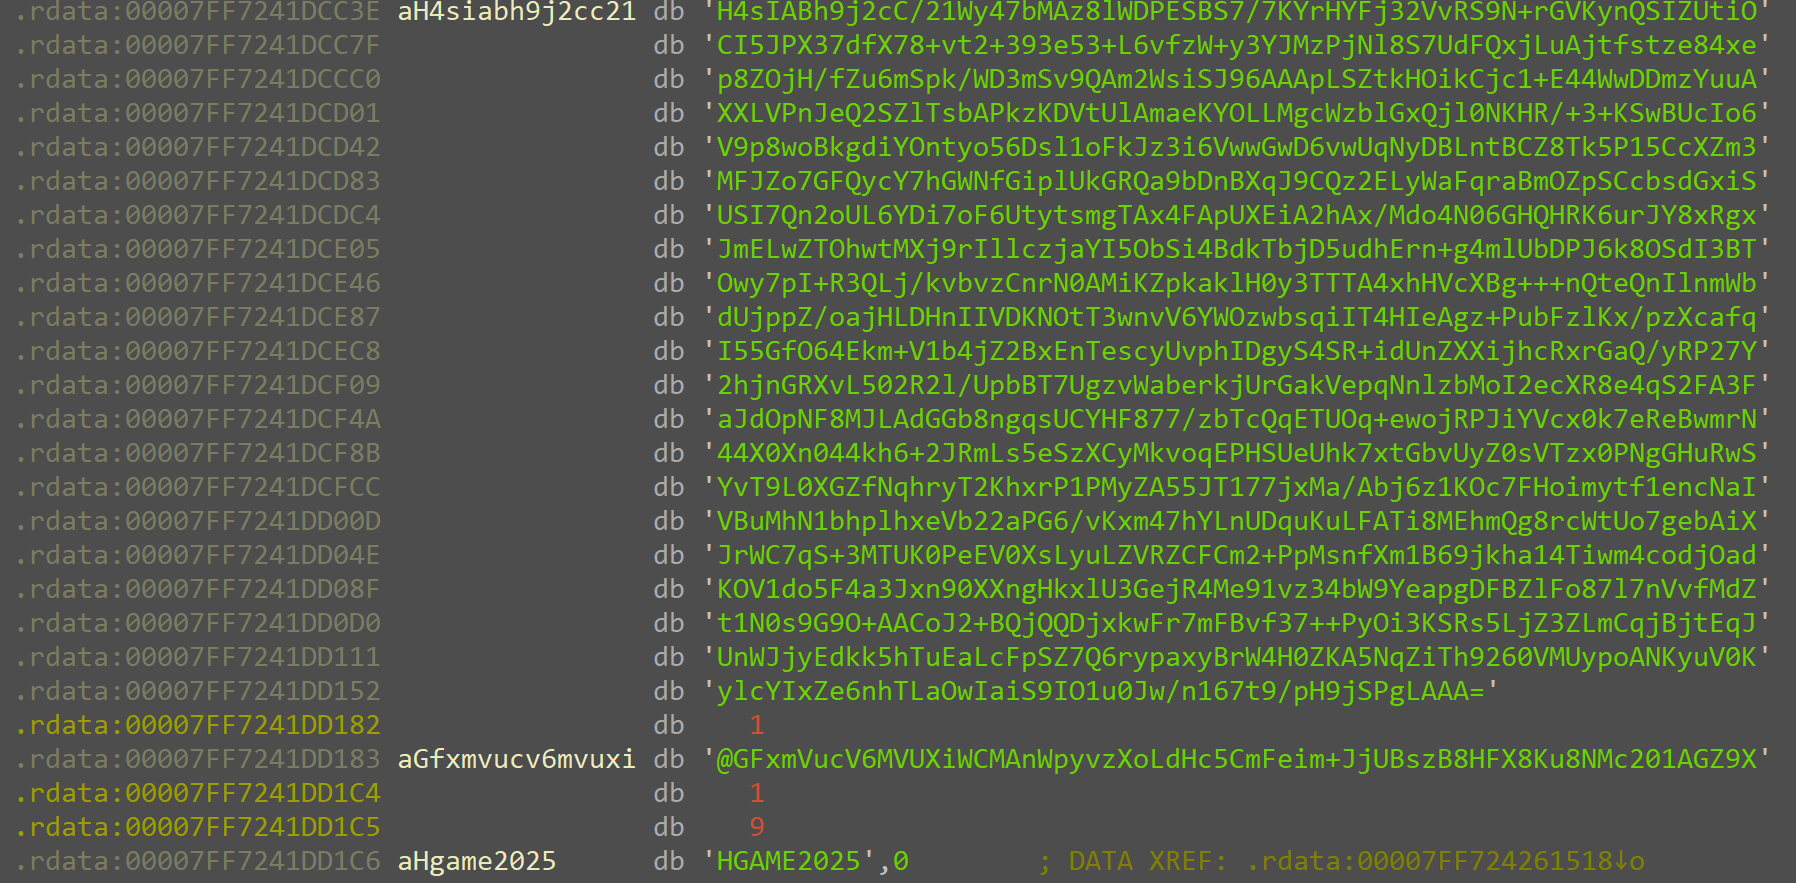 .rdata:00007FF7241DCC3E aH4siabh9j2cc21 db 'H4sIABh9j2cC/21Wy47bMAz8lWDPESBS7/7KYrHYFj32VvRS9N+rGVKynQSIZUtiO'
.rdata:00007FF7241DCC7F db 'CI5JPX37dfX78+vt2+393e53+L6vfzW+y3YJMzPjNl8S7UdFQxjLuAjtfstze84xe'
.rdata:00007FF7241DCCC0 db 'p8ZOjH/fZu6mSpk/WD3mSv9QAm2WsiSJ96AAApLSZtkHOikCjc1+E44WwDDmzYuuA'
.rdata:00007FF7241DCD01 db 'XXLVPnJeQ2SZlTsbAPkzKDVtUlAmaeKYOLLMgcWzblGxQjl0NKHR/+3+KSwBUcIo6'
.rdata:00007FF7241DCD42 db 'V9p8woBkgdiYOntyo56Dsl1oFkJz3i6VwwGwD6vwUqNyDBLntBCZ8Tk5P15CcXZm3'
.rdata:00007FF7241DCD83 db 'MFJZo7GFQycY7hGWNfGiplUkGRQa9bDnBXqJ9CQz2ELyWaFqraBmOZpSCcbsdGxiS'
.rdata:00007FF7241DCDC4 db 'USI7Qn2oUL6YDi7oF6UtytsmgTAx4FApUXEiA2hAx/Mdo4N06GHQHRK6urJY8xRgx'
.rdata:00007FF7241DCE05 db 'JmELwZTOhwtMXj9rIllczjaYI5ObSi4BdkTbjD5udhErn+g4mlUbDPJ6k8OSdI3BT'
.rdata:00007FF7241DCE46 db 'Owy7pI+R3QLj/kvbvzCnrN0AMiKZpkaklH0y3TTTA4xhHVcXBg+++nQteQnIlnmWb'
.rdata:00007FF7241DCE87 db 'dUjppZ/oajHLDHnIIVDKNOtT3wnvV6YWOzwbsqiIT4HIeAgz+PubFzlKx/pzXcafq'
.rdata:00007FF7241DCEC8 db 'I55GfO64Ekm+V1b4jZ2BxEnTescyUvphIDgyS4SR+idUnZXXijhcRxrGaQ/yRP27Y'
.rdata:00007FF7241DCF09 db '2hjnGRXvL502R2l/UpbBT7UgzvWaberkjUrGakVepqNnlzbMoI2ecXR8e4qS2FA3F'
.rdata:00007FF7241DCF4A db 'aJdOpNF8MJLAdGGb8ngqsUCYHF877/zbTcQqETUOq+ewojRPJiYVcx0k7eReBwmrN'
.rdata:00007FF7241DCF8B db '44X0Xn044kh6+2JRmLs5eSzXCyMkvoqEPHSUeUhk7xtGbvUyZ0sVTzx0PNgGHuRwS'
.rdata:00007FF7241DCFCC db 'YvT9L0XGZfNqhryT2KhxrP1PMyZA55JT177jxMa/Abj6z1KOc7FHoimytf1encNaI'
.rdata:00007FF7241DD00D db 'VBuMhN1bhplhxeVb22aPG6/vKxm47hYLnUDquKuLFATi8MEhmQg8rcWtUo7gebAiX'
.rdata:00007FF7241DD04E db 'JrWC7qS+3MTUK0PeEV0XsLyuLZVRZCFCm2+PpMsnfXm1B69jkha14Tiwm4codjOad'
.rdata:00007FF7241DD08F db 'KOV1do5F4a3Jxn90XXngHkxlU3GejR4Me91vz34bW9YeapgDFBZlFo87l7nVvfMdZ'
.rdata:00007FF7241DD0D0 db 't1N0s9G9O+AACoJ2+BQjQQDjxkwFr7mFBvf37++PyOi3KSRs5LjZ3ZLmCqjBjtEqJ'
.rdata:00007FF7241DD111 db 'UnWJjyEdkk5hTuEaLcFpSZ7Q6rypaxyBrW4H0ZKA5NqZiTh9260VMUypoANKyuV0K'
.rdata:00007FF7241DD152 db 'ylcYIxZe6nhTLaOwIaiS9IO1u0Jw/n167t9/pH9jSPgLAAA='
.rdata:00007FF7241DD182 db 1
.rdata:00007FF7241DD183 aGfxmvucv6mvuxi db '@GFxmVucV6MVUXiWCMAnWpyvzXoLdHc5CmFeim+JjUBszB8HFX8Ku8NMc201AGZ9X'
.rdata:00007FF7241DD1C4 db 1
.rdata:00007FF7241DD1C5 db 9
.rdata:00007FF7241DD1C6 aHgame2025 db 'HGAME2025',0 ; DATA XREF: .rdata:00007FF724261518↓o